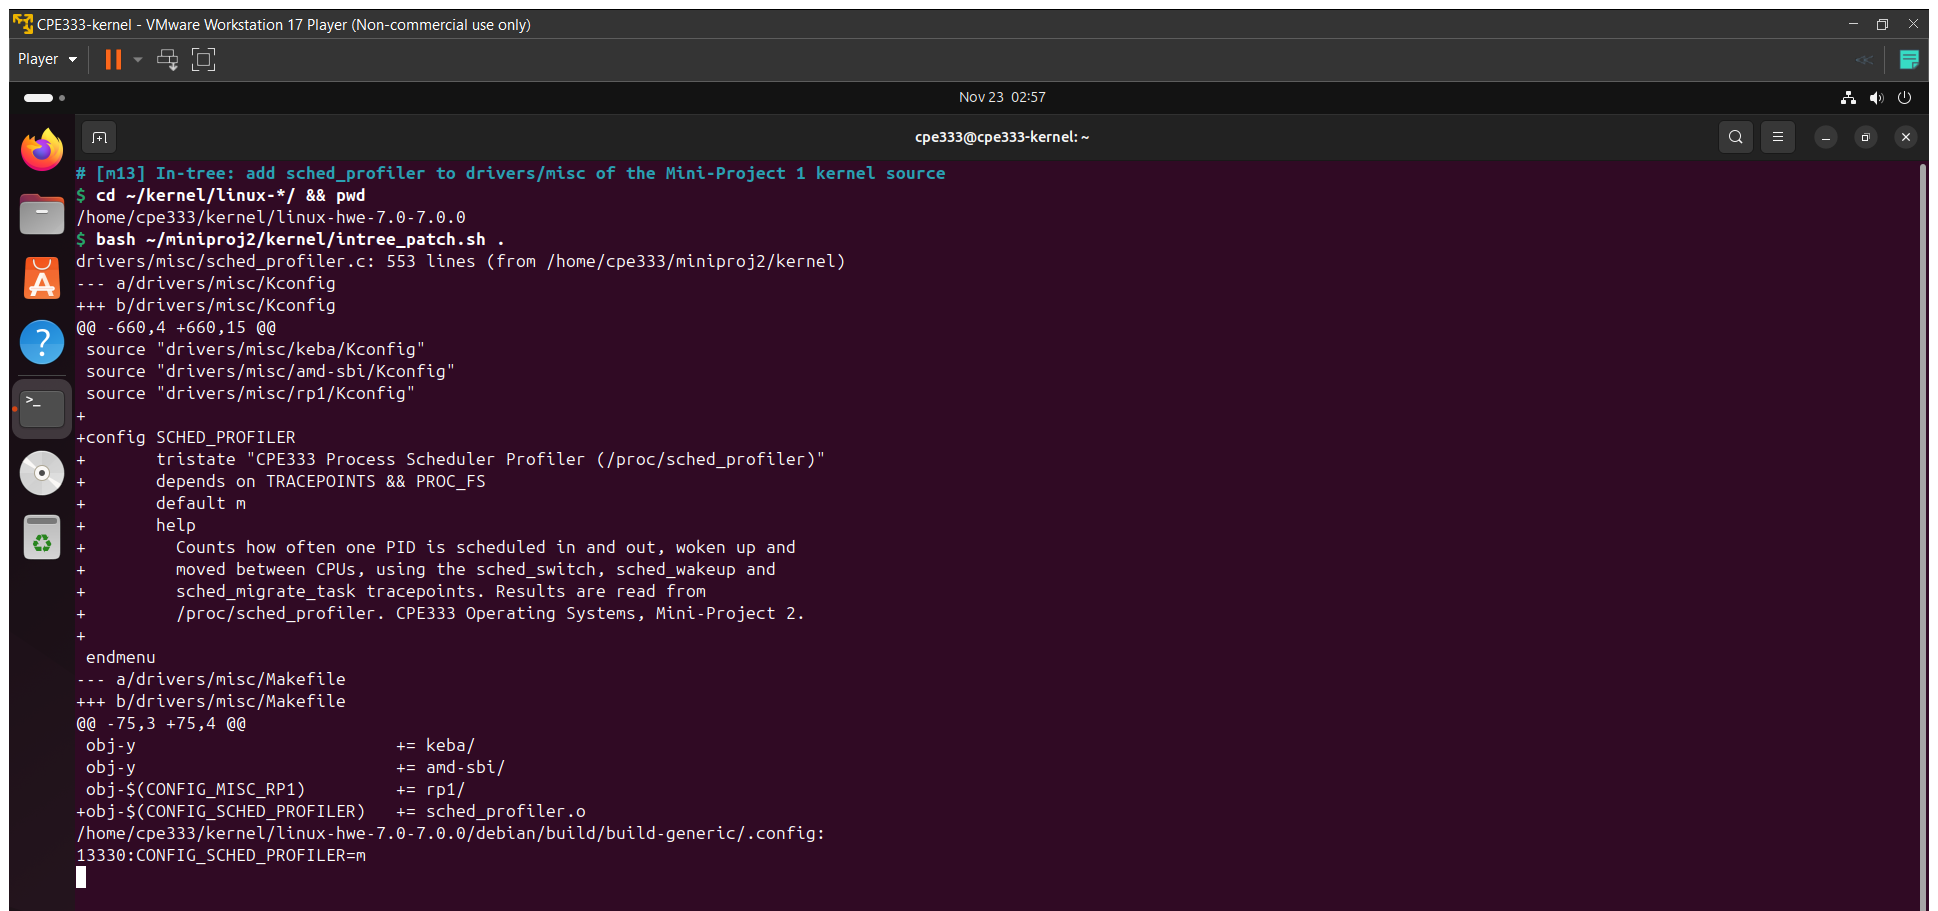 CPE333-kernel - VMware Workstation 17 Player (Non-commercial use only)
Player
Nov 23 02:57
cpe333@cpe333-kernel: ~
# [m13] In-tree: add sched_profiler to drivers/misc of the Mini-Project 1 kernel source
$ cd ~/kernel/linux-*/ && pwd
/home/cpe333/kernel/linux-hwe-7.0-7.0.0
$ bash ~/miniproj2/kernel/intree_patch.sh .
drivers/misc/sched_profiler.c: 553 lines (from /home/cpe333/miniproj2/kernel)
--- a/drivers/misc/Kconfig
+++ b/drivers/misc/Kconfig
@@ -660,4 +660,15 @@
 source "drivers/misc/keba/Kconfig"
 source "drivers/misc/amd-sbi/Kconfig"
 source "drivers/misc/rp1/Kconfig"
+
+config SCHED_PROFILER
+       tristate "CPE333 Process Scheduler Profiler (/proc/sched_profiler)"
+       depends on TRACEPOINTS && PROC_FS
+       default m
+       help
+         Counts how often one PID is scheduled in and out, woken up and
+         moved between CPUs, using the sched_switch, sched_wakeup and
+         sched_migrate_task tracepoints. Results are read from
+         /proc/sched_profiler. CPE333 Operating Systems, Mini-Project 2.
+
 endmenu
--- a/drivers/misc/Makefile
+++ b/drivers/misc/Makefile
@@ -75,3 +75,4 @@
 obj-y                          += keba/
 obj-y                          += amd-sbi/
 obj-$(CONFIG_MISC_RP1)         += rp1/
+obj-$(CONFIG_SCHED_PROFILER)   += sched_profiler.o
/home/cpe333/kernel/linux-hwe-7.0-7.0.0/debian/build/build-generic/.config:
13330:CONFIG_SCHED_PROFILER=m